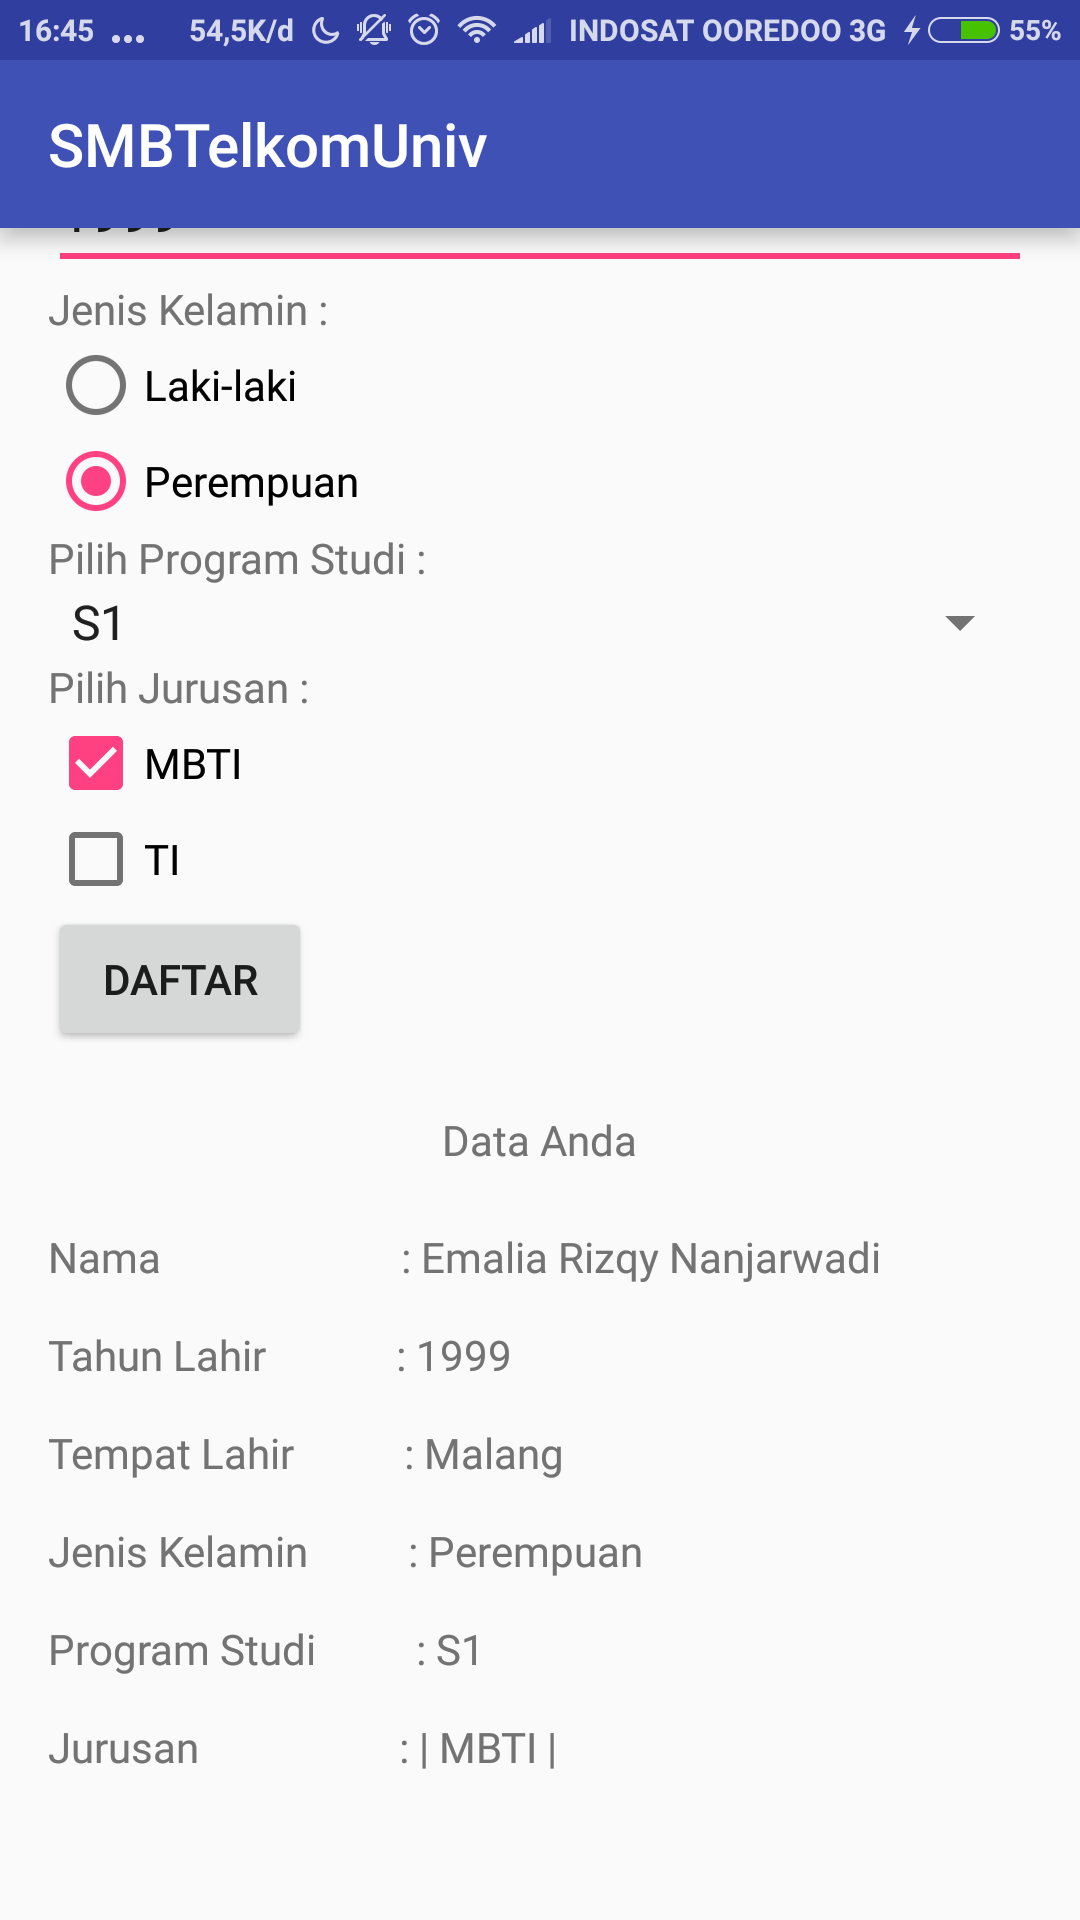 16:45 ... 54,5K/d INDOSAT OOREDOO 3G 55%
SMBTelkomUniv
1999
Jenis Kelamin :
Laki-laki
Perempuan
Pilih Program Studi :
S1
Pilih Jurusan :
MBTI
TI
DAFTAR
Data Anda
Nama : Emalia Rizqy Nanjarwadi
Tahun Lahir : 1999
Tempat Lahir : Malang
Jenis Kelamin : Perempuan
Program Studi : S1
Jurusan : | MBTI |